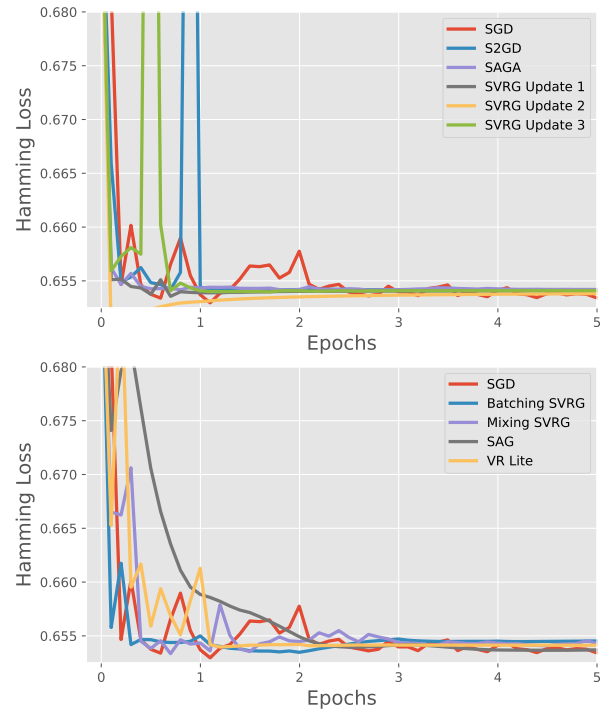 0.680
0.675
0.670
0.665
0.660
0.655
Hamming Loss
SGD
S2GD
SAGA
SVRG Update 1
SVRG Update 2
SVRG Update 3
0 1 2 3 4 5
Epochs
0.680
0.675
0.670
0.665
0.660
0.655
Hamming Loss
SGD
Batching SVRG
Mixing SVRG
SAG
VR Lite
0 1 2 3 4 5
Epochs